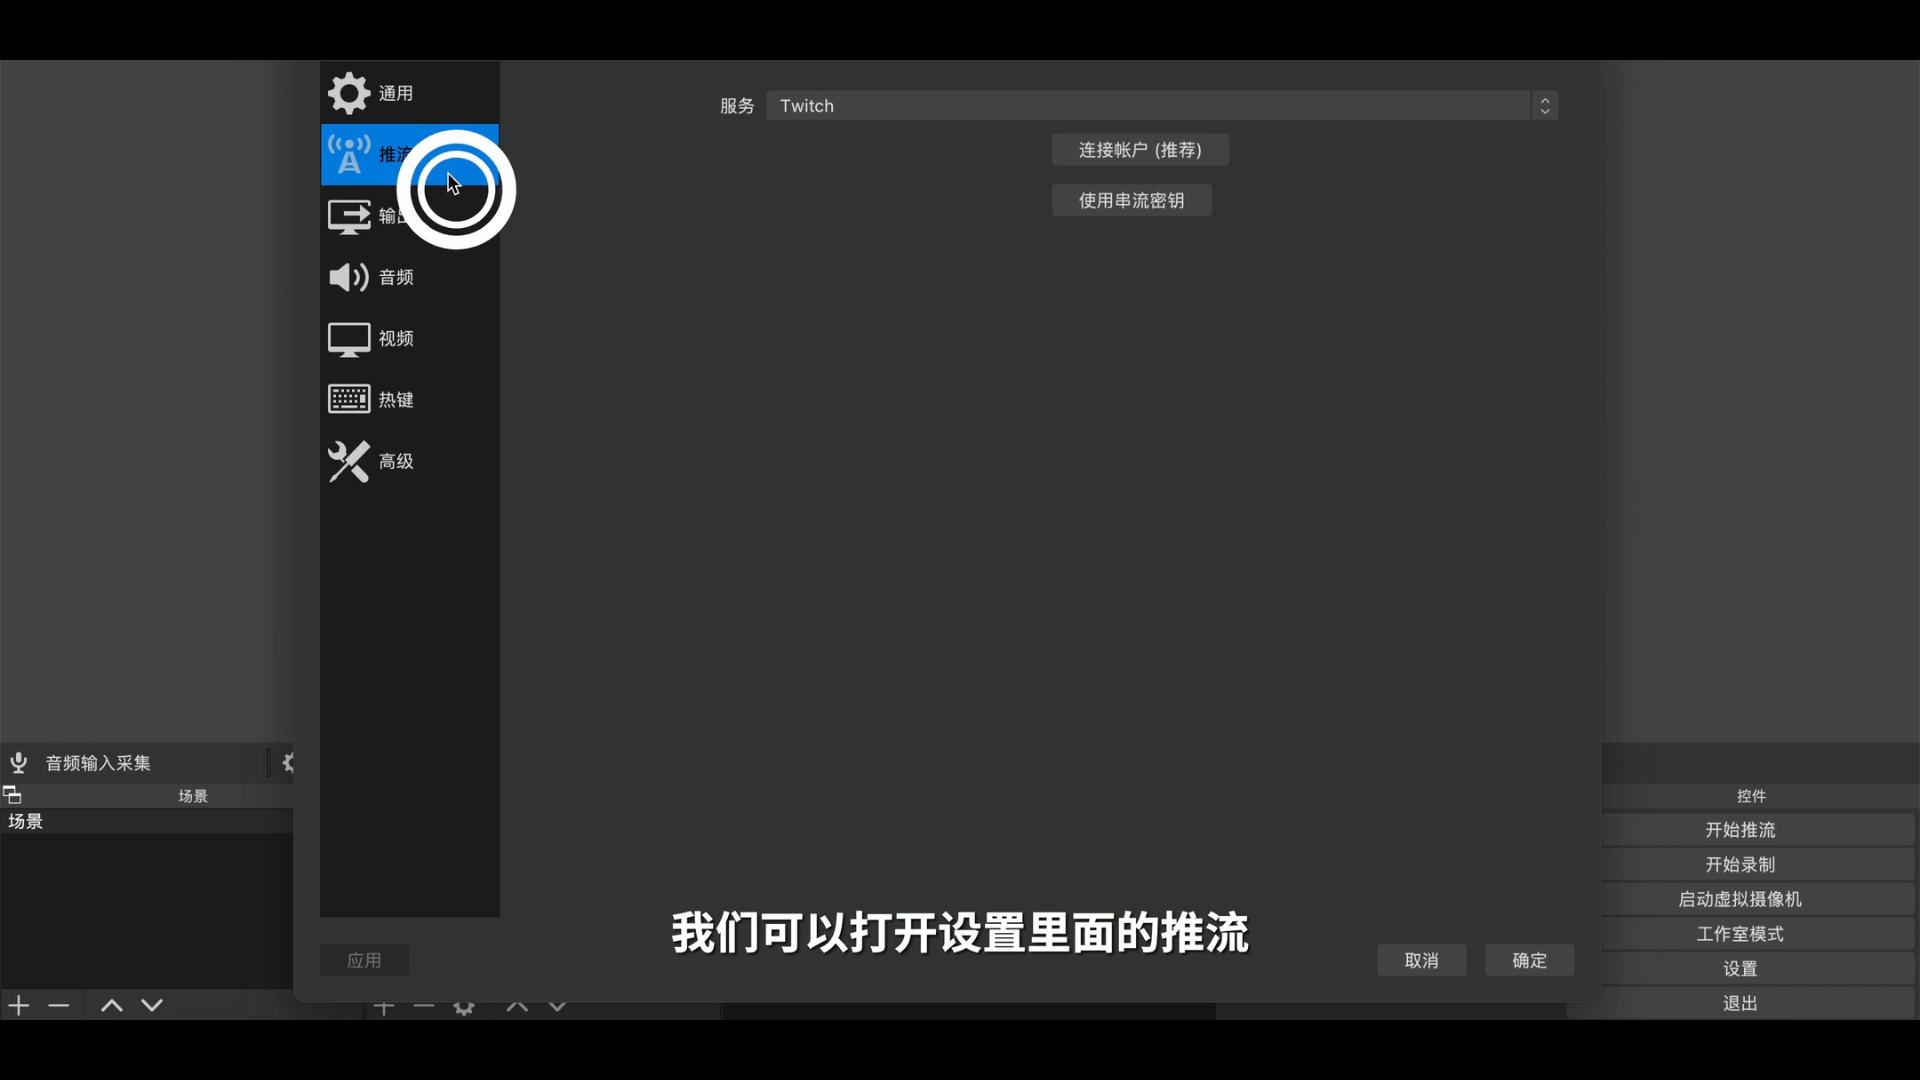 通用
服务 Twitch
推流
连接帐户 (推荐)
使用串流密钥
输出
音频
视频
热键
高级
音频输入采集
场景
场景
控件
开始推流
开始录制
启动虚拟摄像机
工作室模式
设置
退出
我们可以打开设置里面的推流
应用
取消
确定